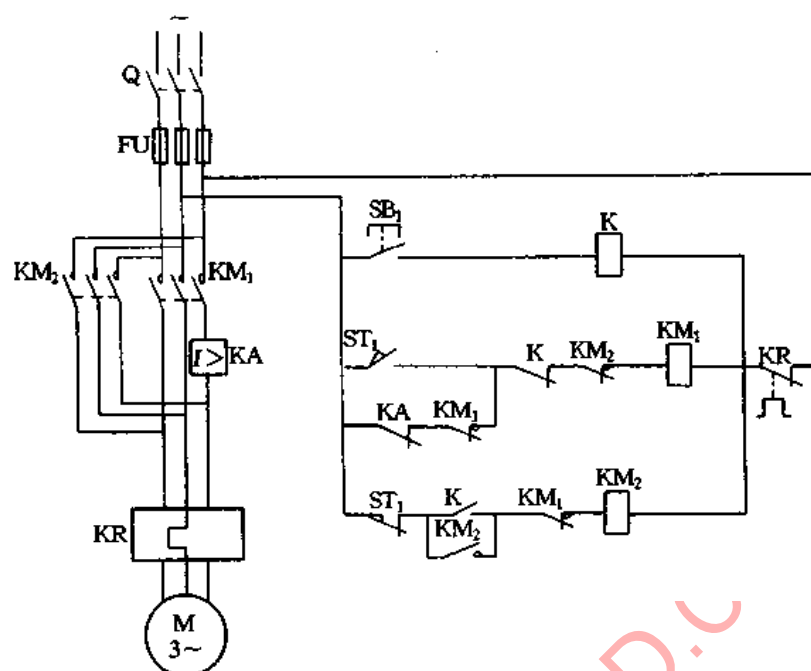 ~
Q
FU
SB₁
K
KM₂
KM₁
I> KA
ST₁
K
KM₂
KM₁
KR
KA
KM₁
ST₁
K
KM₂
KM₁
KM₂
KR
M
3~
D.C